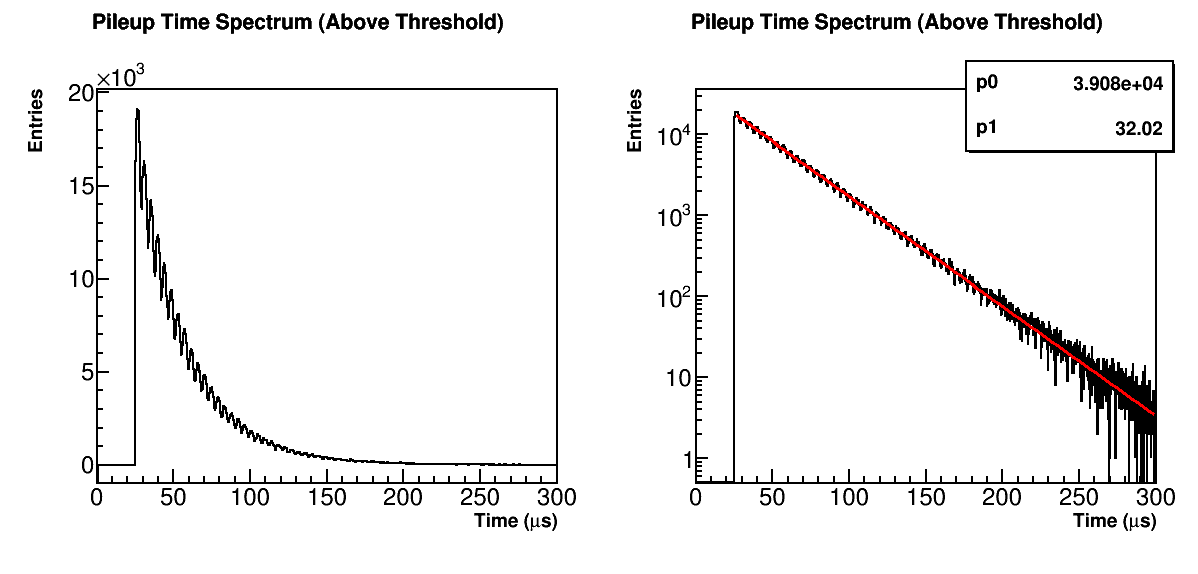 Pileup Time Spectrum (Above Threshold)
×10³
Entries
20
15
10
5
0
0 50 100 150 200 250 300
Time (μs)
Pileup Time Spectrum (Above Threshold)
p0 3.908e+04
p1 32.02
Entries
10⁴
10³
10²
10
1
0 50 100 150 200 250 300
Time (μs)